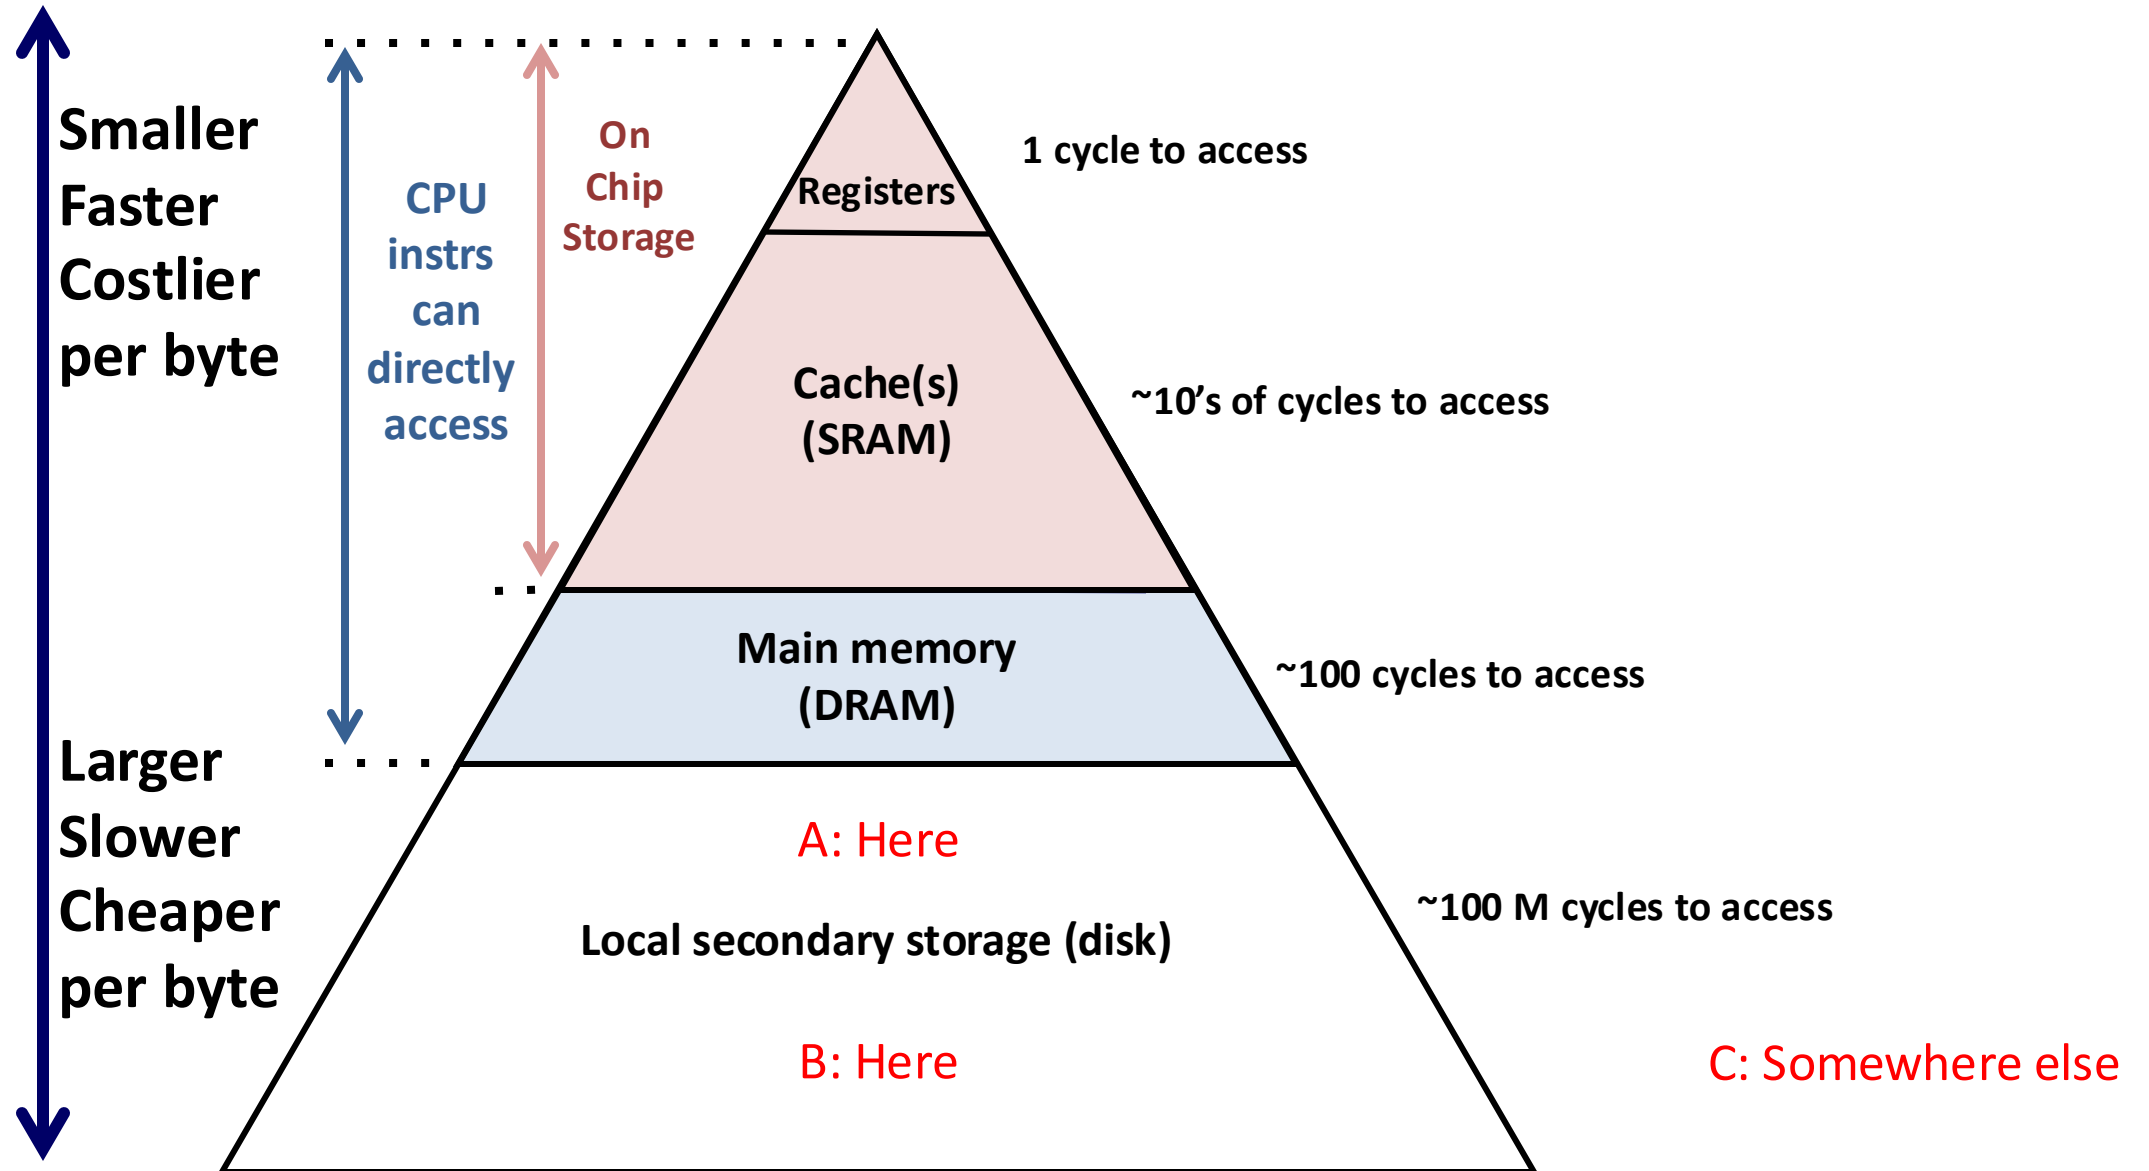 Smaller
Faster
Costlier
per byte
Larger
Slower
Cheaper
per byte
CPU
instrs
can
directly
access
On
Chip
Storage
Registers
1 cycle to access
Cache(s)
(SRAM)
~10’s of cycles to access
Main memory
(DRAM)
~100 cycles to access
A: Here
Local secondary storage (disk)
~100 M cycles to access
B: Here
C: Somewhere else